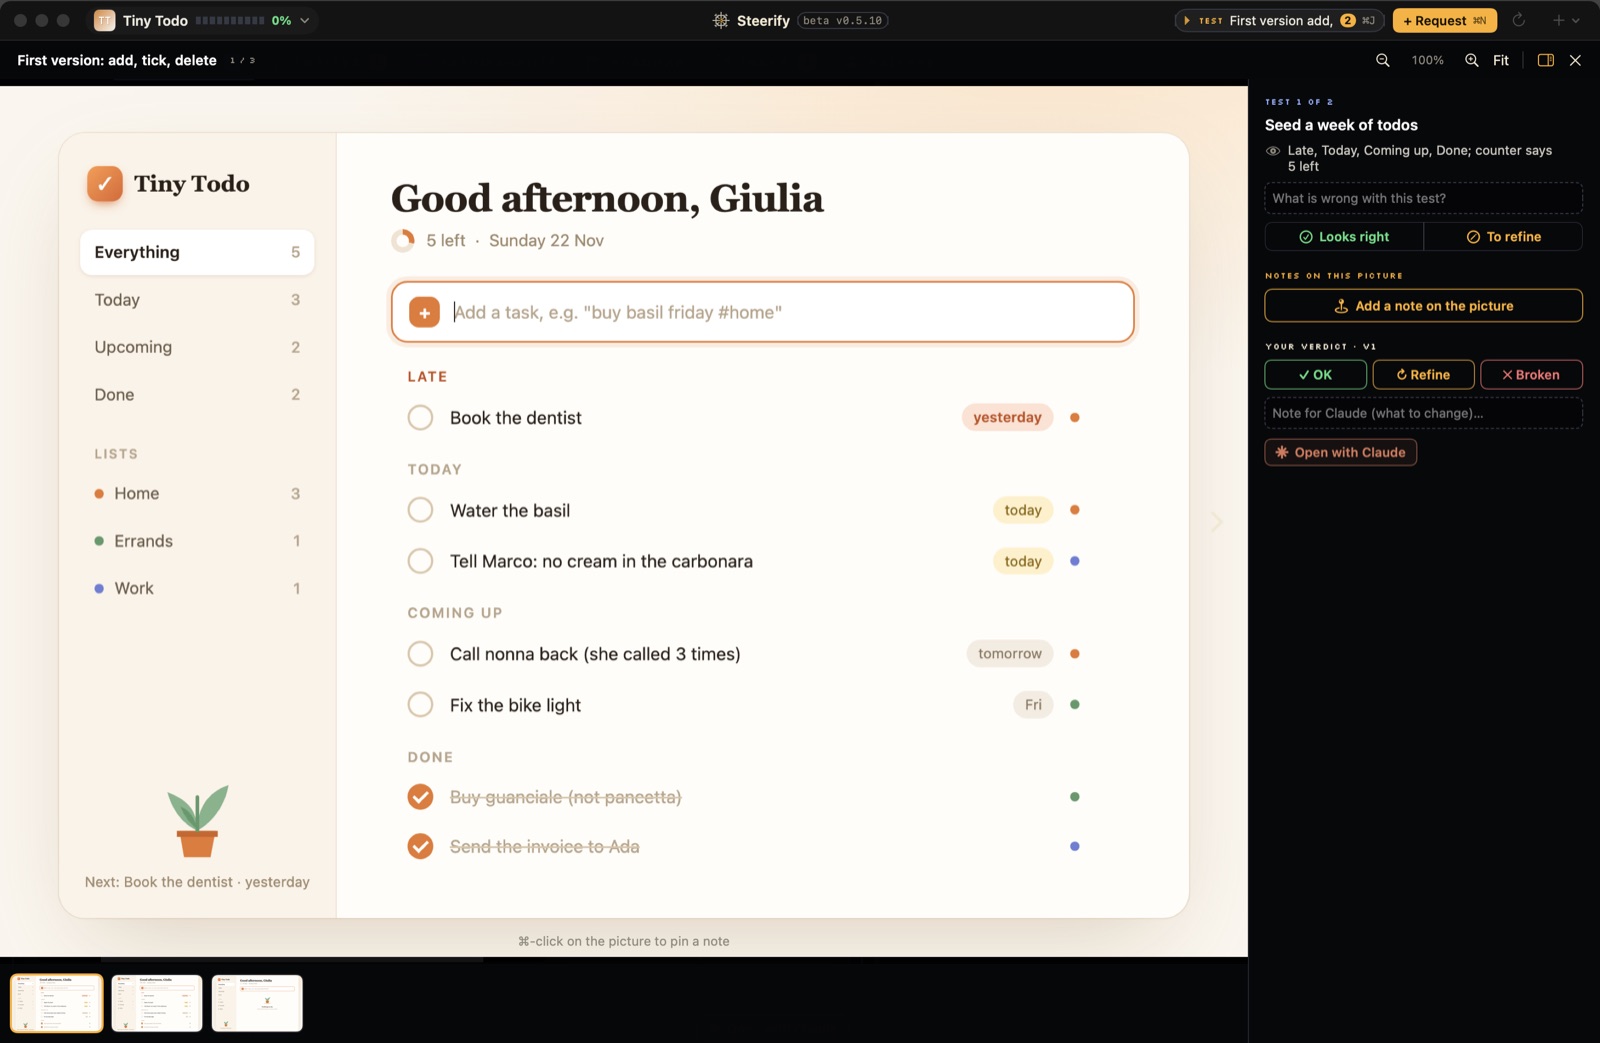 TT Tiny Todo 0%
Steerify beta v0.5.10
TEST First version add, 2 ⌘J
+ Request ⌘N
First version: add, tick, delete 1 / 3
100% Fit
✓ Tiny Todo
Everything 5
Today 3
Upcoming 2
Done 2
LISTS
Home 3
Errands 1
Work 1
Next: Book the dentist · yesterday
Good afternoon, Giulia
5 left · Sunday 22 Nov
+ Add a task, e.g. "buy basil friday #home"
LATE
Book the dentist yesterday
TODAY
Water the basil today
Tell Marco: no cream in the carbonara today
COMING UP
Call nonna back (she called 3 times) tomorrow
Fix the bike light Fri
DONE
Buy guanciale (not pancetta)
Send the invoice to Ada
⌘-click on the picture to pin a note
TEST 1 OF 2
Seed a week of todos
Late, Today, Coming up, Done; counter says
5 left
What is wrong with this test?
Looks right To refine
NOTES ON THIS PICTURE
Add a note on the picture
YOUR VERDICT · V1
OK Refine Broken
Note for Claude (what to change)...
Open with Claude